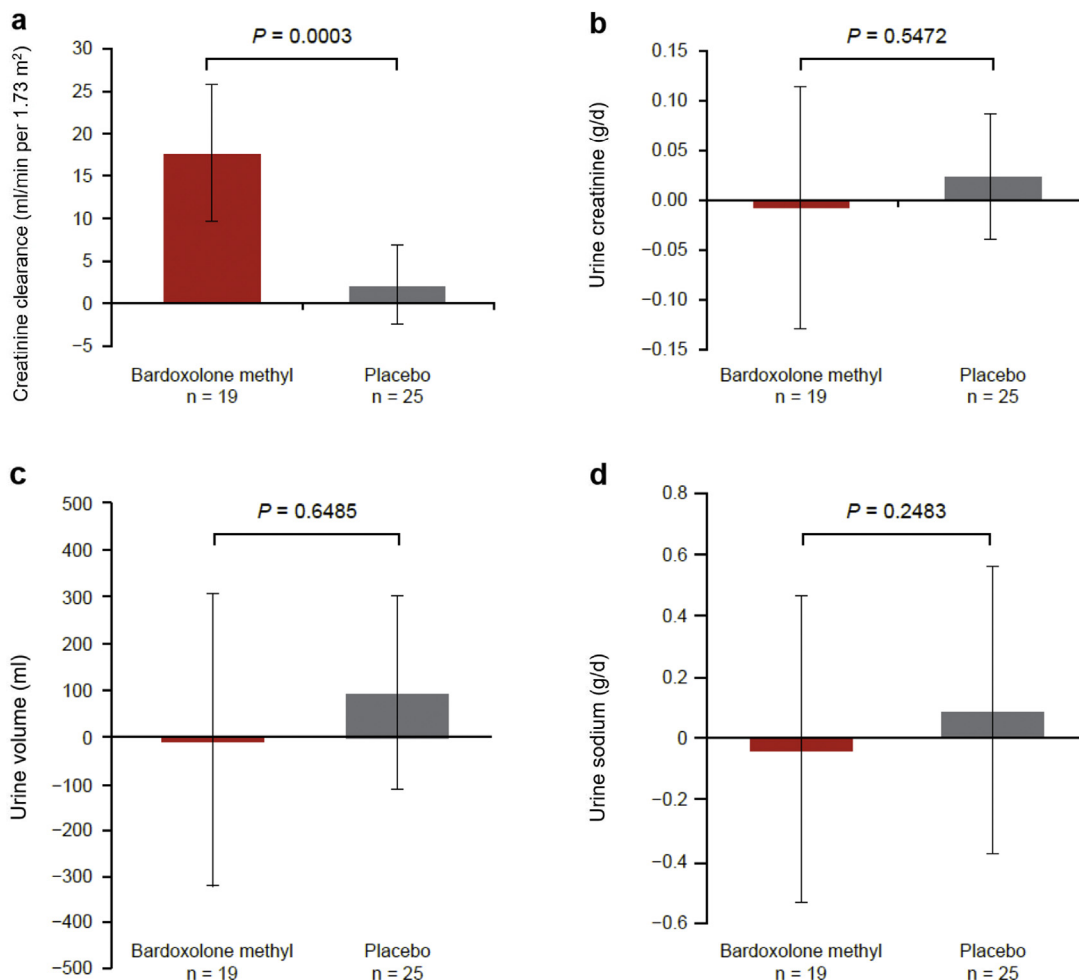 a
P = 0.0003
Creatinine clearance (ml/min per 1.73 m²)
30
25
20
15
10
5
0
−5
Bardoxolone methyl
n = 19
Placebo
n = 25
b
P = 0.5472
Urine creatinine (g/d)
0.15
0.10
0.05
0.00
−0.05
−0.10
−0.15
Bardoxolone methyl
n = 19
Placebo
n = 25
c
P = 0.6485
Urine volume (ml)
500
400
300
200
100
0
−100
−200
−300
−400
−500
Bardoxolone methyl
n = 19
Placebo
n = 25
d
P = 0.2483
Urine sodium (g/d)
0.8
0.6
0.4
0.2
0
−0.2
−0.4
−0.6
Bardoxolone methyl
n = 19
Placebo
n = 25